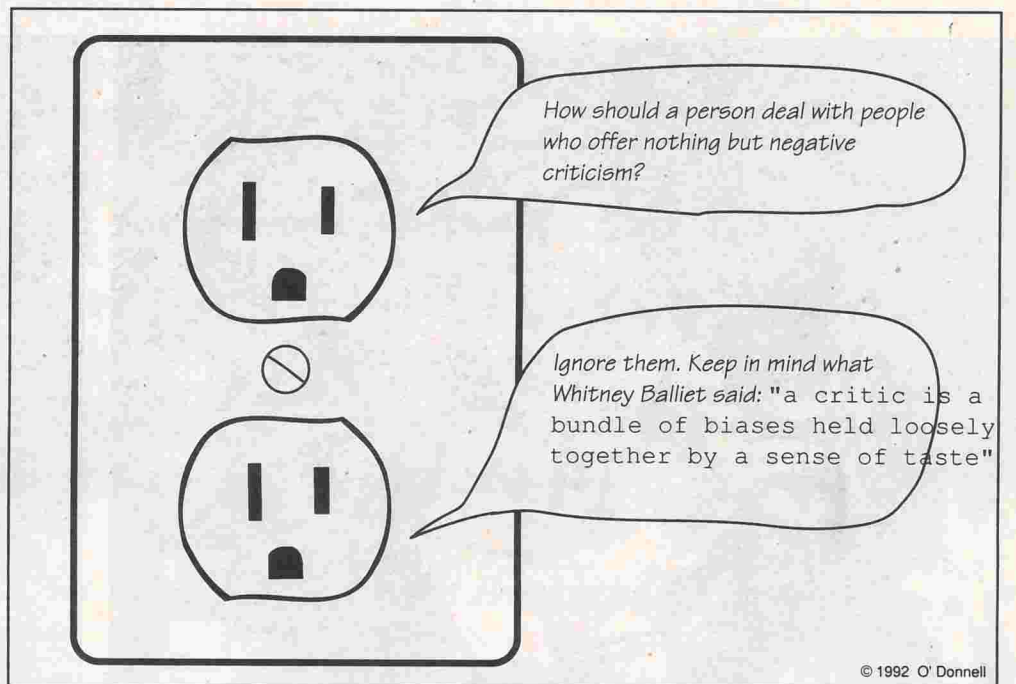 How should a person deal with people
who offer nothing but negative
criticism?
Ignore them. Keep in mind what
Whitney Balliet said: "a critic is a
bundle of biases held loosely
together by a sense of taste"
© 1992 O' Donnell